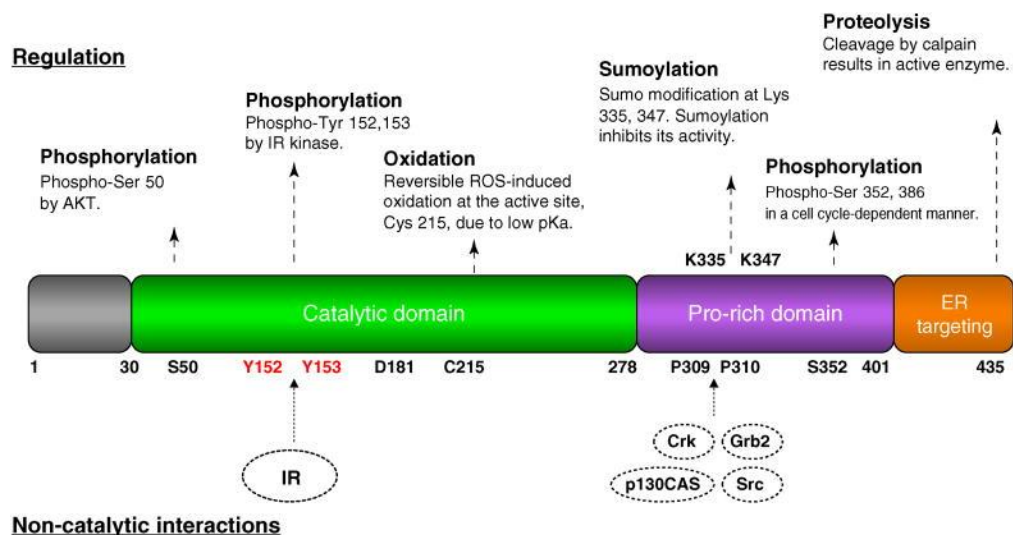 Regulation
Proteolysis
Cleavage by calpain
results in active enzyme.
Sumoylation
Sumo modification at Lys
335, 347. Sumoylation
inhibits its activity.
Phosphorylation
Phospho-Tyr 152,153
by IR kinase.
Phosphorylation
Phospho-Ser 50
by AKT.
Oxidation
Reversible ROS-induced
oxidation at the active site,
Cys 215, due to low pKa.
Phosphorylation
Phospho-Ser 352, 386
in a cell cycle-dependent manner.
K335 K347
Catalytic domain
Pro-rich domain
ER
targeting
1 30 S50 Y152 Y153 D181 C215 278 P309 P310 S352 401 435
IR
Crk Grb2
p130CAS Src
Non-catalytic interactions